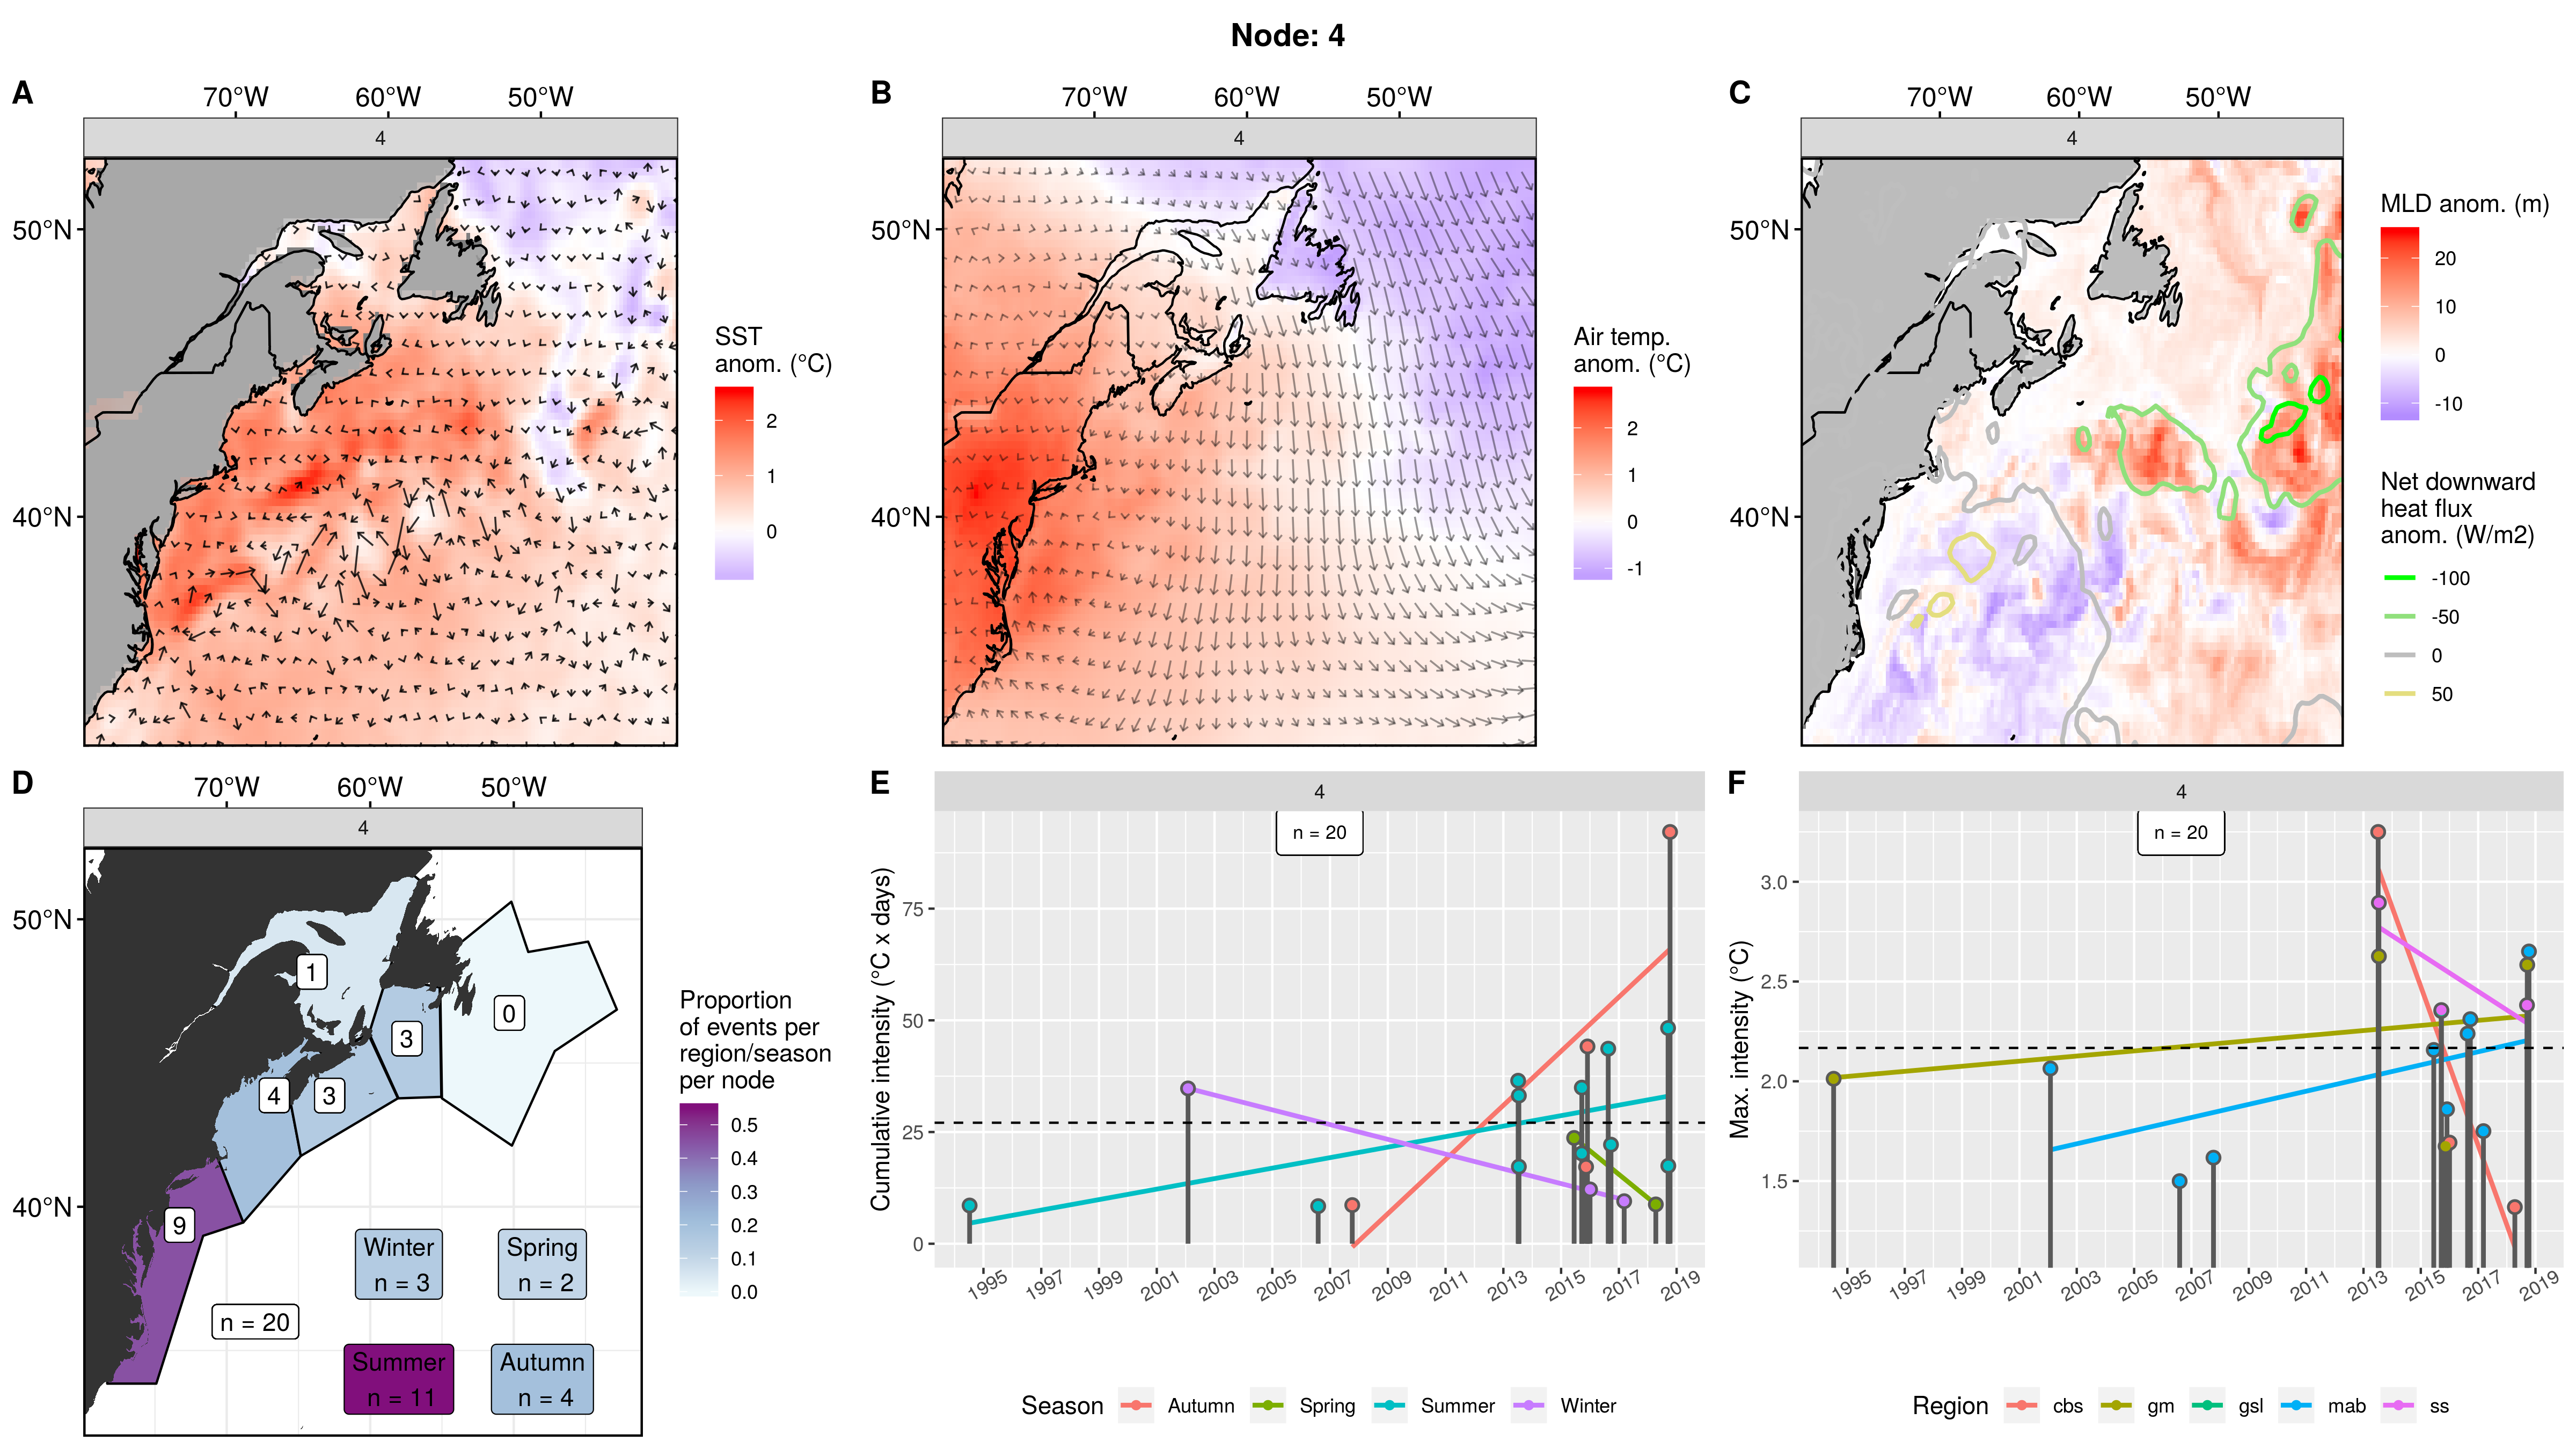 Node: 4
A
70°W 60°W 50°W
4
50°N
40°N
SST
anom. (°C)
2
1
0
B
70°W 60°W 50°W
4
50°N
40°N
Air temp.
anom. (°C)
2
1
0
-1
C
70°W 60°W 50°W
4
50°N
40°N
MLD anom. (m)
20
10
0
-10
Net downward
heat flux
anom. (W/m2)
-100
-50
0
50
D
70°W 60°W 50°W
4
50°N
40°N
1
0
3
4
3
9
Winter
n = 3
Spring
n = 2
n = 20
Summer
n = 11
Autumn
n = 4
Proportion
of events per
region/season
per node
0.5
0.4
0.3
0.2
0.1
0.0
E
4
n = 20
Cumulative intensity (°C x days)
75
50
25
0
1995 1997 1999 2001 2003 2005 2007 2009 2011 2013 2015 2017 2019
Season Autumn Spring Summer Winter
F
4
n = 20
Max. intensity (°C)
3.0
2.5
2.0
1.5
1995 1997 1999 2001 2003 2005 2007 2009 2011 2013 2015 2017 2019
Region cbs gm gsl mab ss